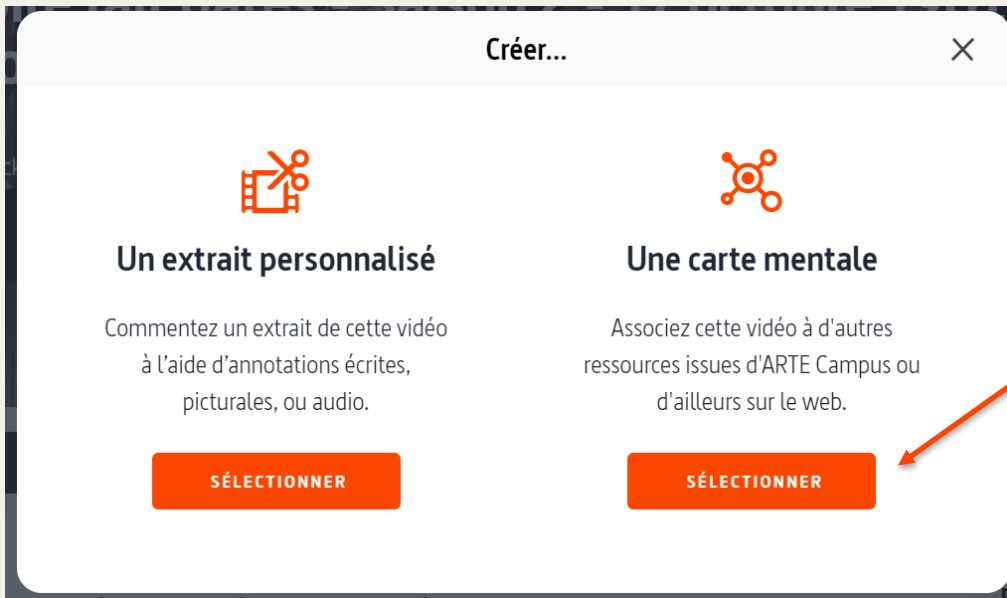 Créer...
Un extrait personnalisé
Commentez un extrait de cette vidéo
à l’aide d’annotations écrites,
picturales, ou audio.
SÉLECTIONNER
Une carte mentale
Associez cette vidéo à d'autres
ressources issues d'ARTE Campus ou
d'ailleurs sur le web.
SÉLECTIONNER